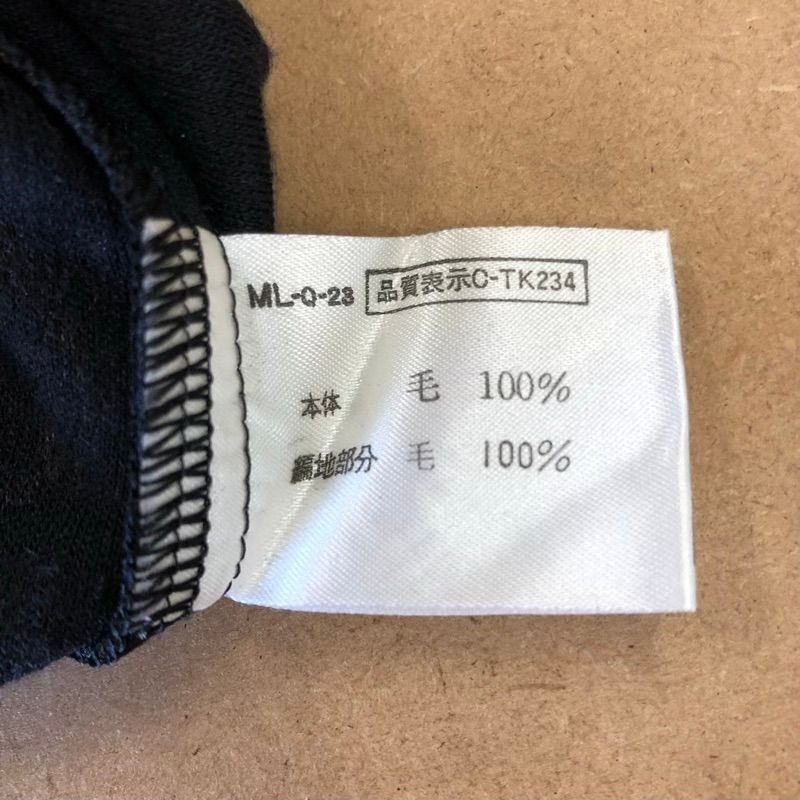 ML-Q-23 品質表示C-TK234
本体 毛 100%
編地部分 毛 100%